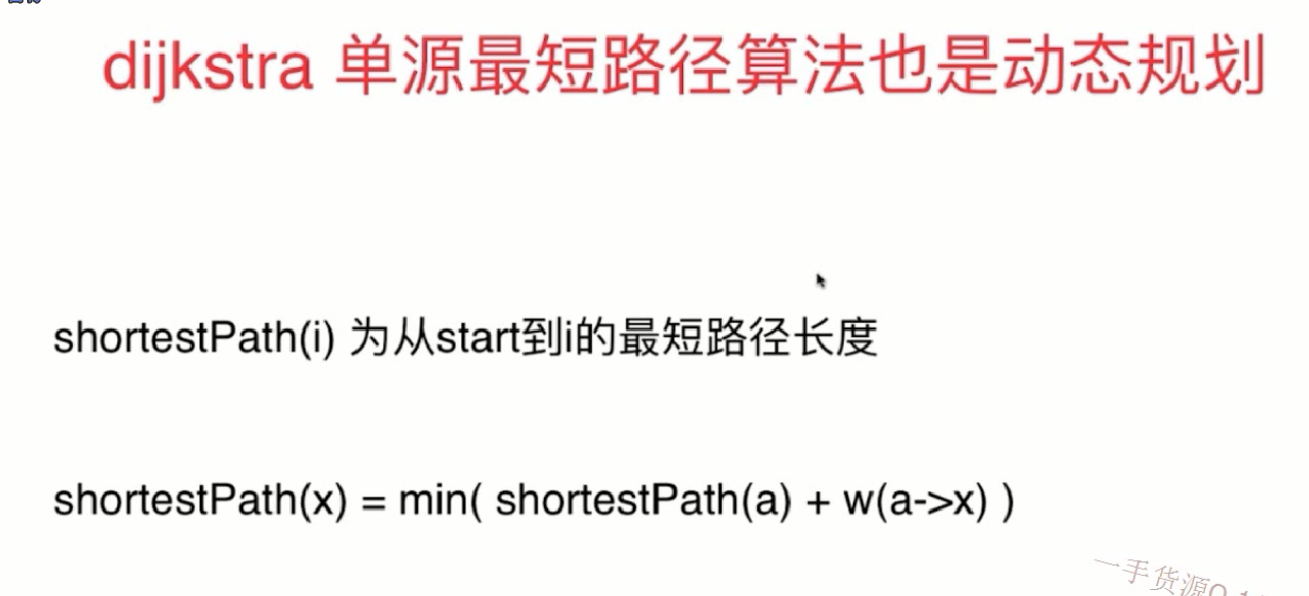 dijkstra 单源最短路径算法也是动态规划
shortestPath(i) 为从start到i的最短路径长度
shortestPath(x) = min( shortestPath(a) + w(a->x) )
一手货源